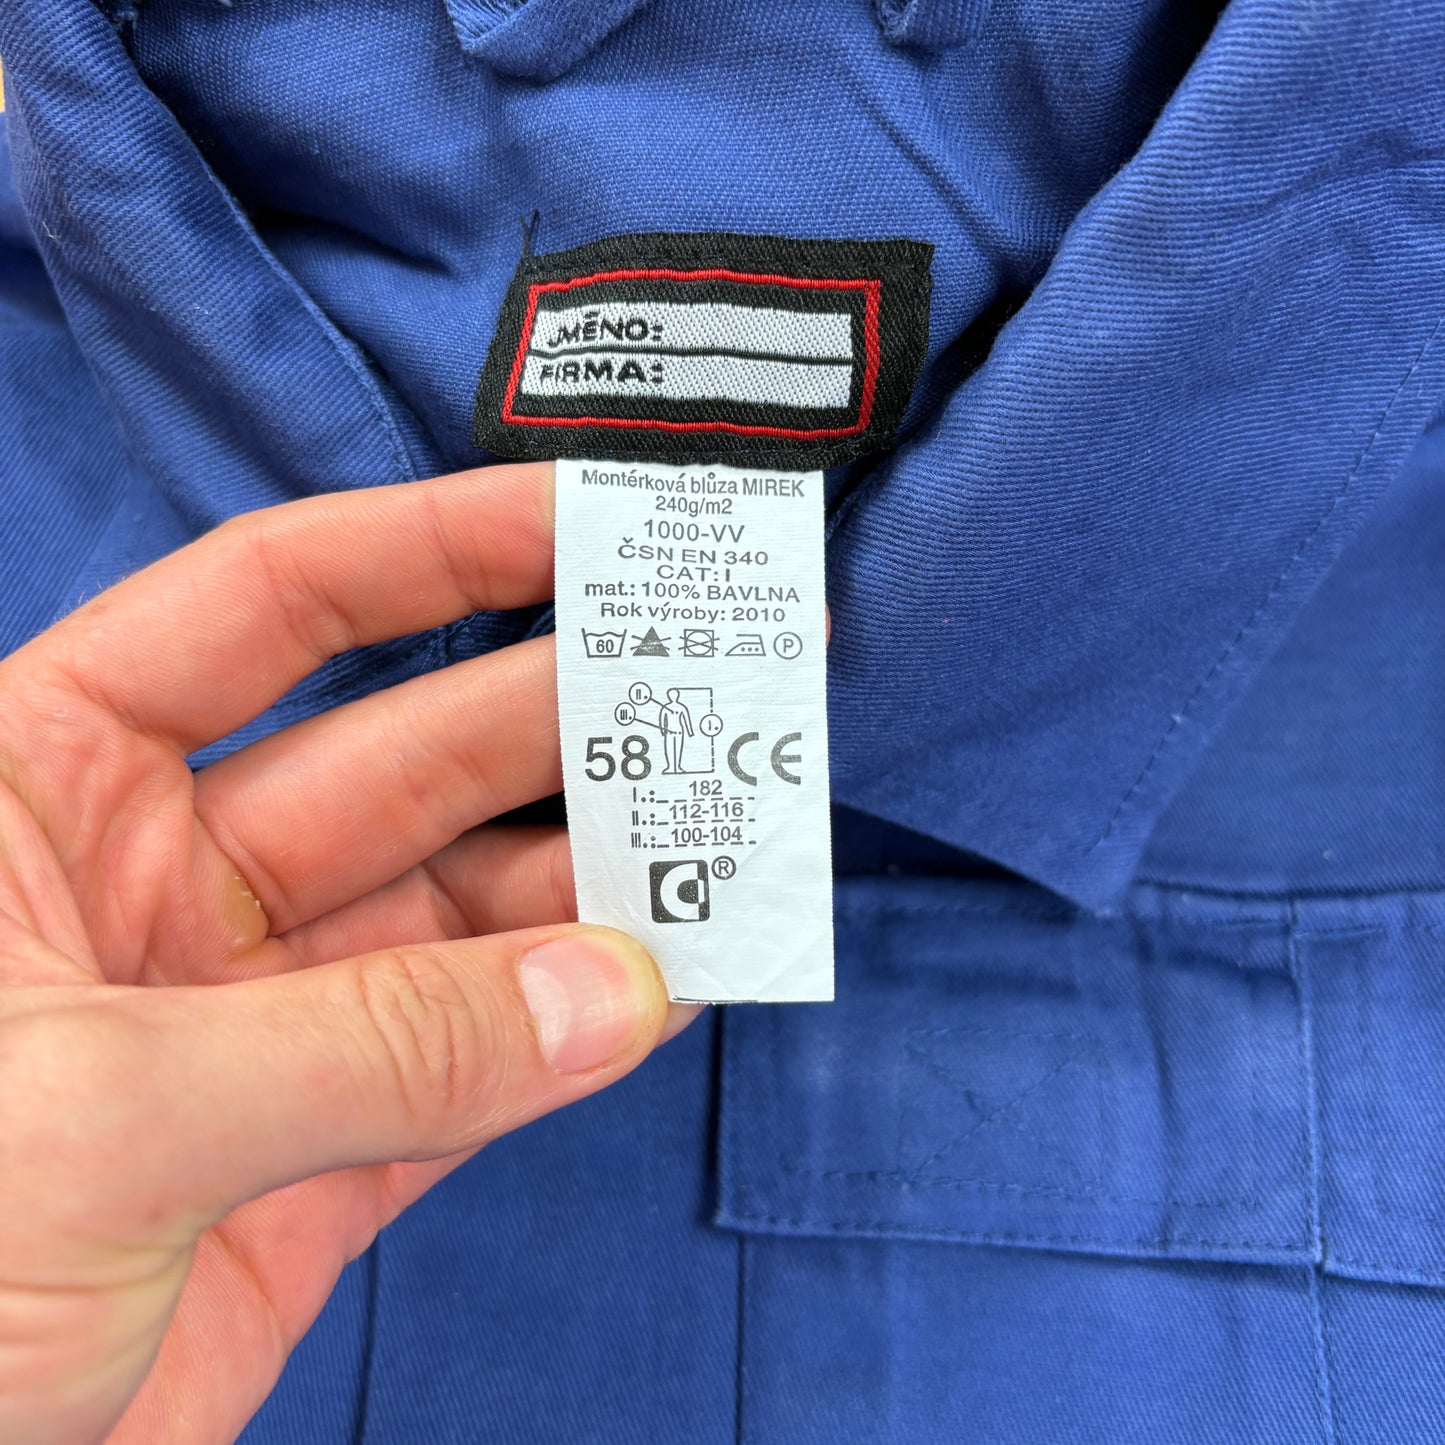 JMÉNO:
FIRMA:
Montérková blůza MIREK
240g/m2
1000-VV
ČSN EN 340
CAT: I
mat.: 100% BAVLNA
Rok výroby: 2010
60 P
II.
III. I.
58 CE
I.: 182
II.: 112-116
III.: 100-104
®